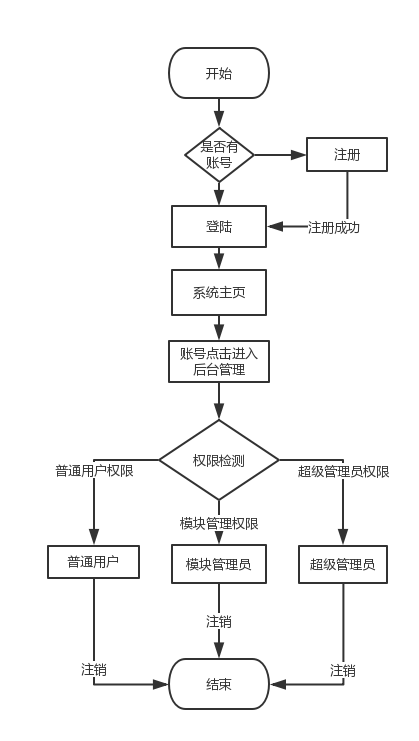 开始
是否有
账号
注册
登陆
注册成功
系统主页
账号点击进入
后台管理
权限检测
普通用户权限
超级管理员权限
模块管理权限
普通用户
模块管理员
超级管理员
注销
注销
注销
结束